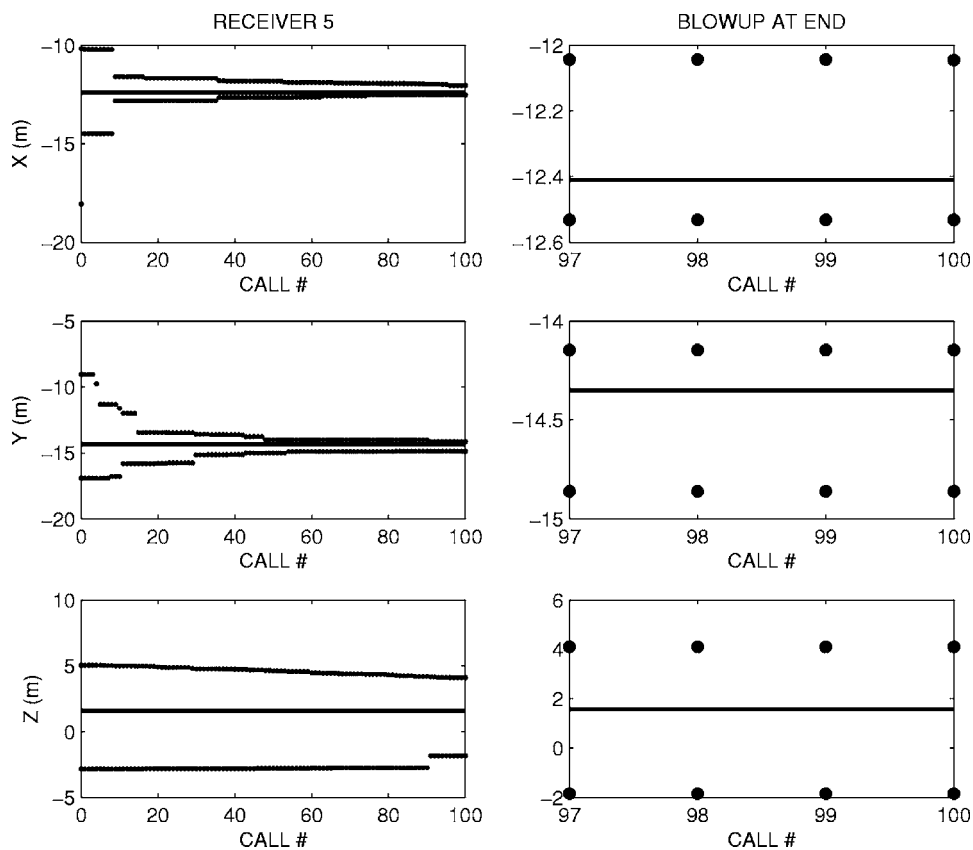 RECEIVER 5
BLOWUP AT END
X (m)
−10
−15
−20
0 20 40 60 80 100
CALL #
−12
−12.2
−12.4
−12.6
97 98 99 100
CALL #
Y (m)
−5
−10
−15
−20
0 20 40 60 80 100
CALL #
−14
−14.5
−15
97 98 99 100
CALL #
Z (m)
10
5
0
−5
0 20 40 60 80 100
CALL #
6
4
2
0
−2
97 98 99 100
CALL #